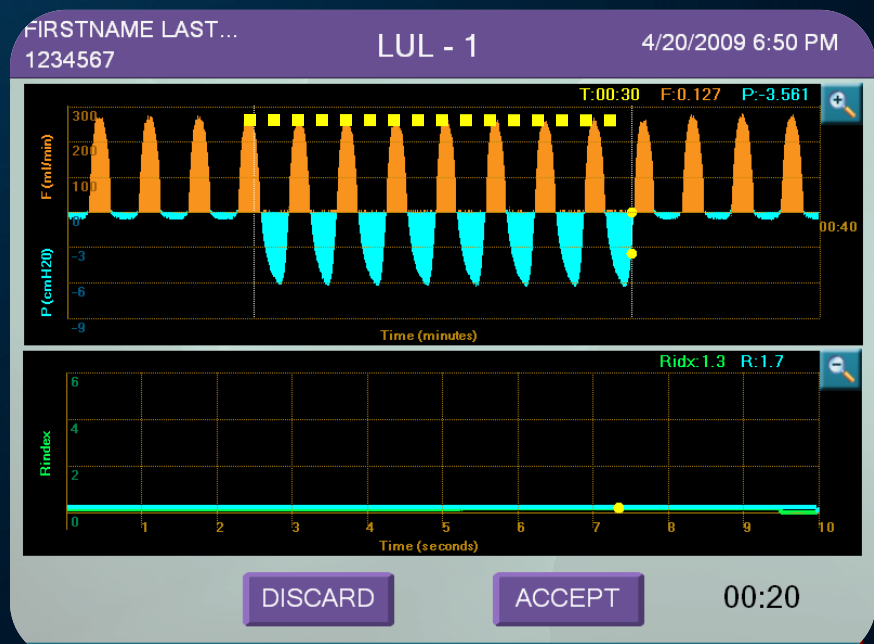 FIRSTNAME LAST...
1234567
LUL - 1
4/20/2009 6:50 PM
T:00:30 F:0.127 P:-3.561
F (ml/min)
P (cmH20)
300
200
100
0
-3
-6
-9
00:40
Time (minutes)
Ridx:1.3 R:1.7
Rindex
6
4
2
0
1 2 3 4 5 6 7 8 9 10
Time (seconds)
DISCARD
ACCEPT
00:20